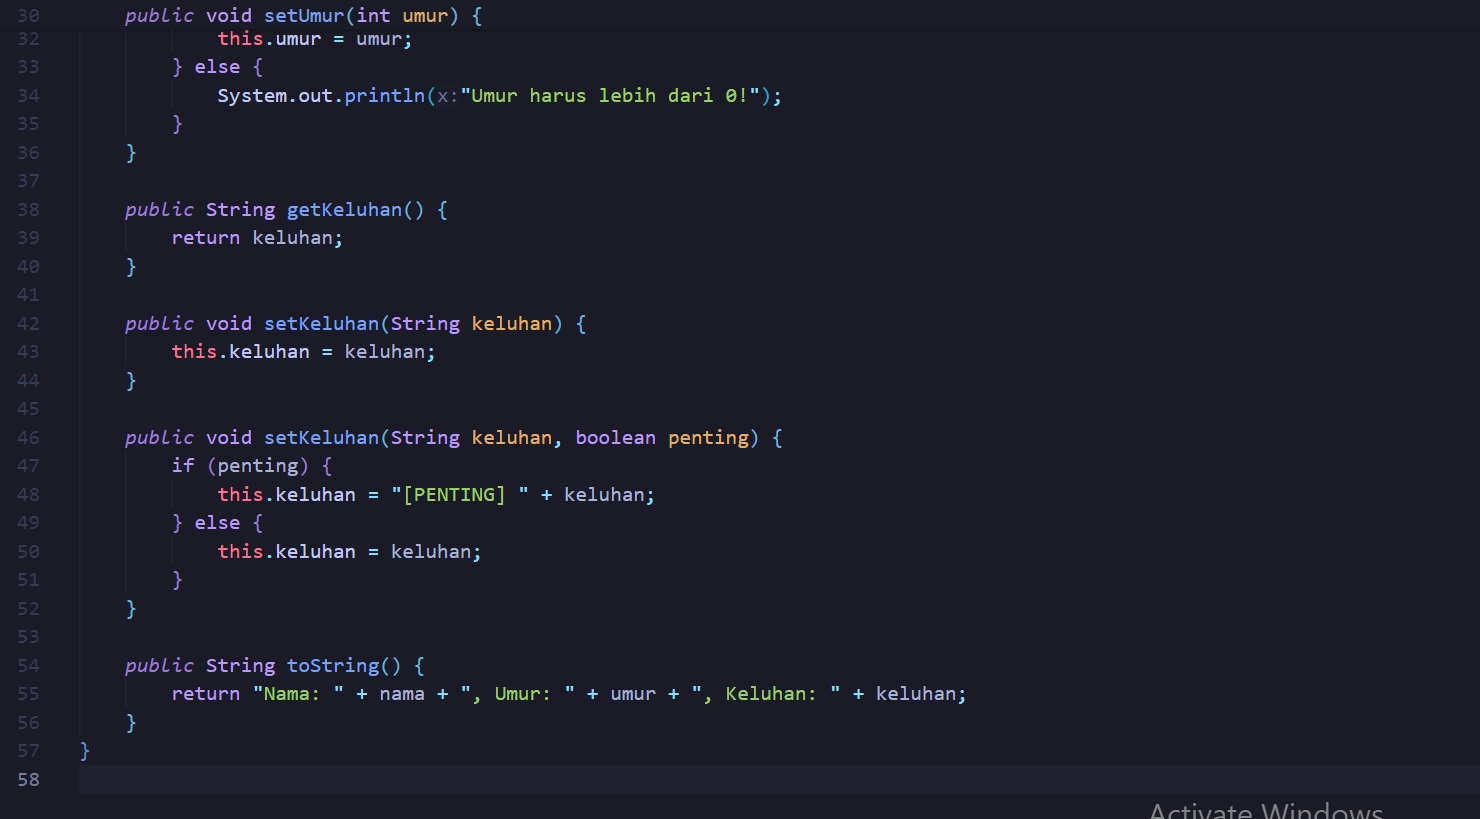 30 public void setUmur(int umur) {
32 this.umur = umur;
33 } else {
34 System.out.println(x:"Umur harus lebih dari 0!");
35 }
36 }
37
38 public String getKeluhan() {
39 return keluhan;
40 }
41
42 public void setKeluhan(String keluhan) {
43 this.keluhan = keluhan;
44 }
45
46 public void setKeluhan(String keluhan, boolean penting) {
47 if (penting) {
48 this.keluhan = "[PENTING] " + keluhan;
49 } else {
50 this.keluhan = keluhan;
51 }
52 }
53
54 public String toString() {
55 return "Nama: " + nama + ", Umur: " + umur + ", Keluhan: " + keluhan;
56 }
57 }
58
Activate Windows